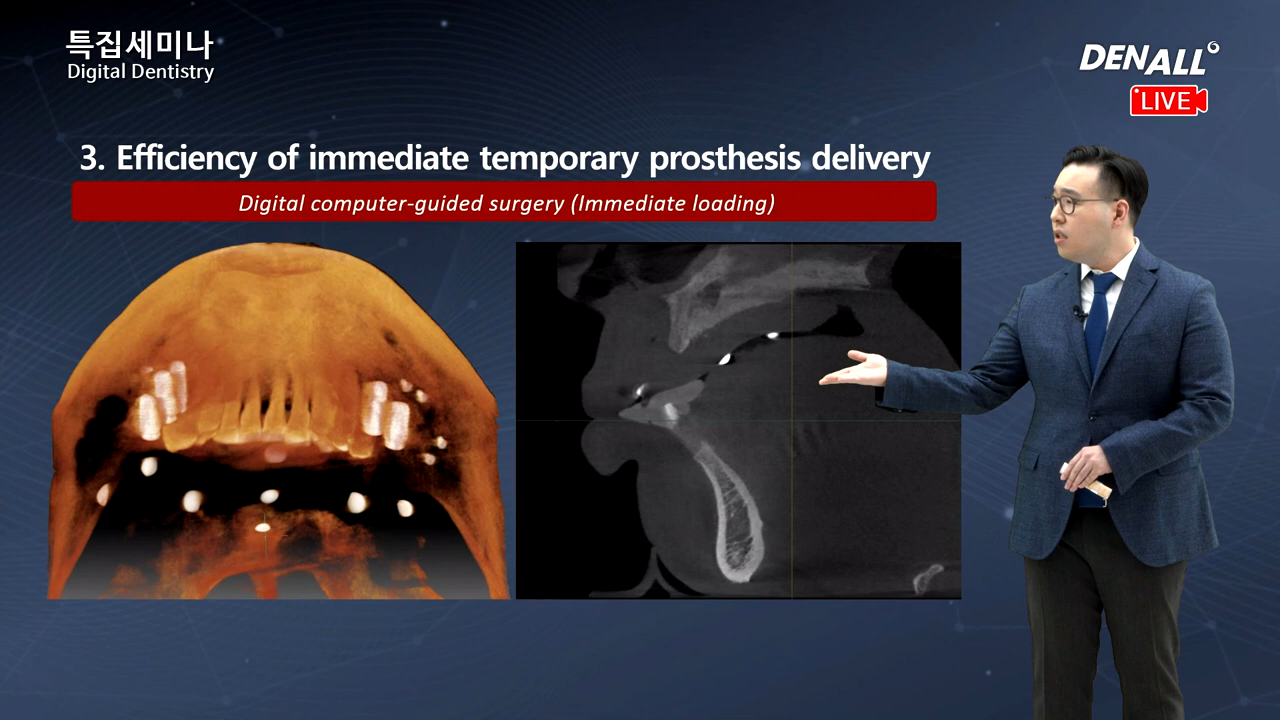 특집세미나
Digital Dentistry
DENALL
LIVE
3. Efficiency of immediate temporary prosthesis delivery
Digital computer-guided surgery (Immediate loading)